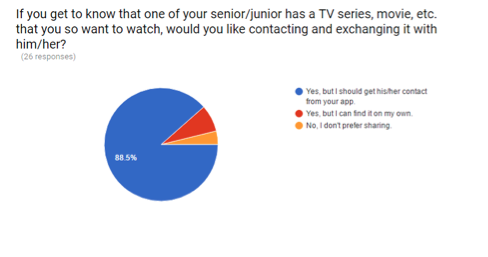 If you get to know that one of your senior/junior has a TV series, movie, etc.
that you so want to watch, would you like contacting and exchanging it with
him/her?
(26 responses)
Yes, but I should get his/her contact
from your app.
Yes, but I can find it on my own.
No, I don't prefer sharing.
88.5%